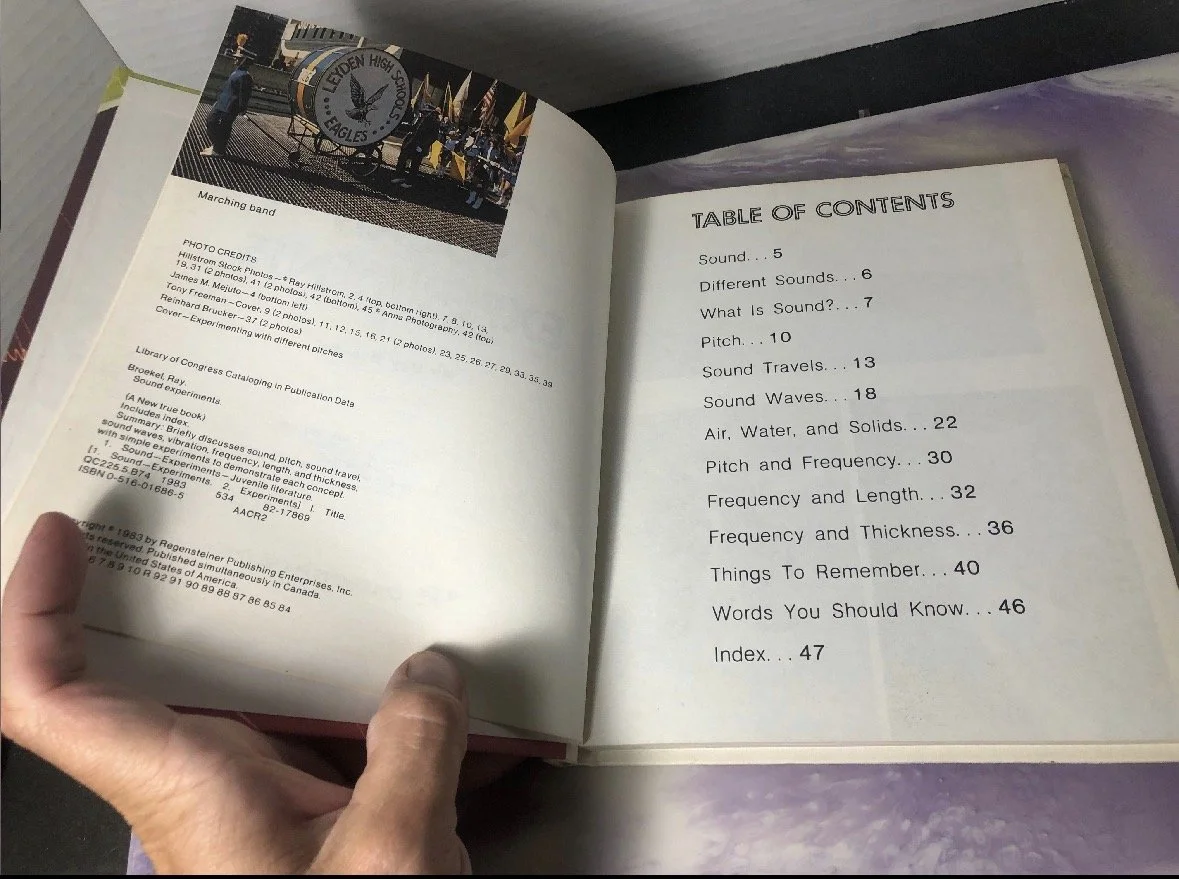 LEYDEN HIGH SCHOOLS
EAGLES
Marching band
PHOTO CREDITS
Hillstrom Stock Photos—© Ray Hillstrom, 2, 4 (top, bottom right), 7, 8, 10, 13,
19, 31 (2 photos), 41 (2 photos), 42 (bottom), 45 © Anna Photography, 42 (top)
James M. Mejuto—4 (bottom left)
Tony Freeman—Cover, 9 (2 photos), 11, 12, 15, 16, 21 (2 photos), 23, 25, 26, 27, 29, 33, 35, 39
Reinhard Brucker—37 (2 photos)
Cover—Experimenting with different pitches
Library of Congress Cataloging in Publication Data
Broekel, Ray.
Sound experiments.
(A New true book)
Includes index.
Summary: Briefly discusses sound, pitch, sound travel,
sound waves, vibration, frequency, length, and thickness,
with simple experiments to demonstrate each concept.
1. Sound—Experiments—Juvenile literature.
[1. Sound—Experiments. 2. Experiments] I. Title.
QC225.5.B74 1983 534 82-17869
ISBN 0-516-01686-5 AACR2
right © 1983 by Regensteiner Publishing Enterprises, Inc.
ts reserved. Published simultaneously in Canada.
in the United States of America.
6 7 8 9 10 R 92 91 90 89 88 87 86 85 84
TABLE OF CONTENTS
Sound. . . 5
Different Sounds. . . 6
What Is Sound?. . . 7
Pitch. . . 10
Sound Travels. . . 13
Sound Waves. . . 18
Air, Water, and Solids. . . 22
Pitch and Frequency. . . 30
Frequency and Length. . . 32
Frequency and Thickness. . . 36
Things To Remember. . . 40
Words You Should Know. . . 46
Index. . . 47